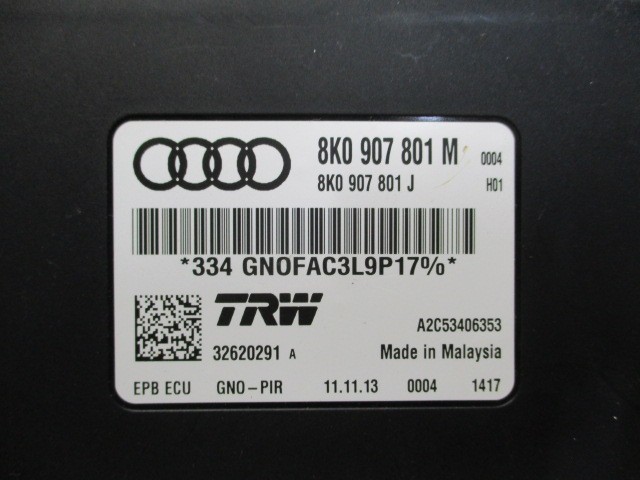 8K0 907 801 M 0004
8K0 907 801 J H01
*334 GNOFAC3L9P17%*
TRW A2C53406353
32620291 A Made in Malaysia
EPB ECU GNO-PIR 11.11.13 0004 1417